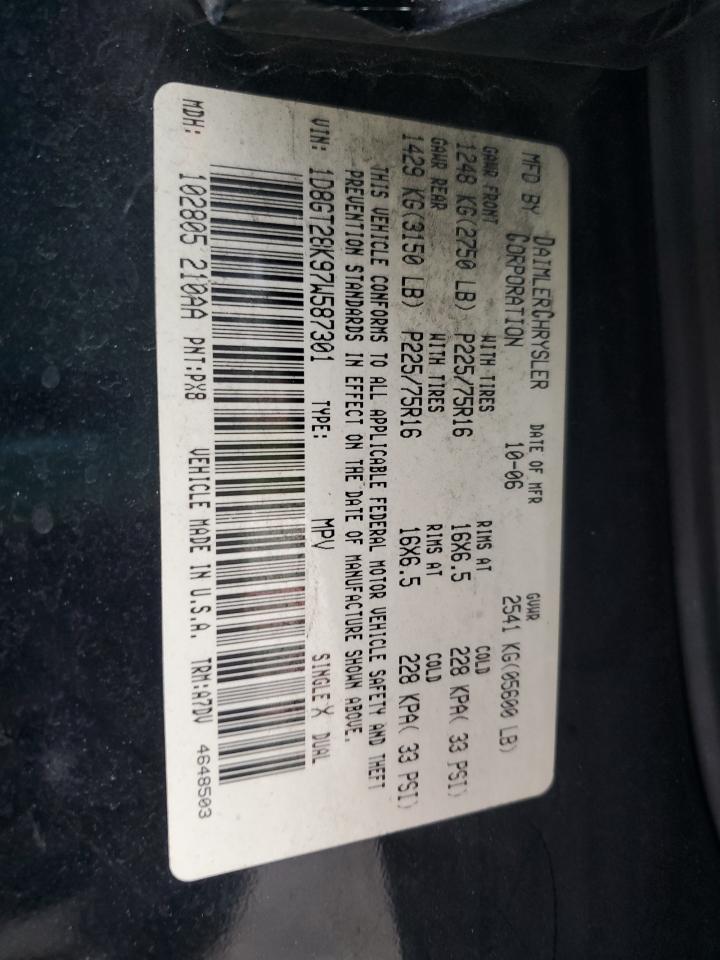 MFD BY DAIMLERCHRYSLER CORPORATION DATE OF MFR 10-06 GVWR 2541 KG(05600 LB)
GAWR FRONT WITH TIRES RIMS AT COLD
1248 KG(2750 LB) P225/75R16 16X6.5 228 KPA( 33 PSI)
GAWR REAR WITH TIRES RIMS AT COLD
1429 KG(3150 LB) P225/75R16 16X6.5 228 KPA( 33 PSI)
THIS VEHICLE CONFORMS TO ALL APPLICABLE FEDERAL MOTOR VEHICLE SAFETY AND THEFT
PREVENTION STANDARDS IN EFFECT ON THE DATE OF MANUFACTURE SHOWN ABOVE.
VIN: 1D8GT28K97W587301 TYPE: MPV SINGLE X DUAL
MDH: 102805 210AA PNT:PX8 VEHICLE MADE IN U.S.A. TRM:A7DV 4648503